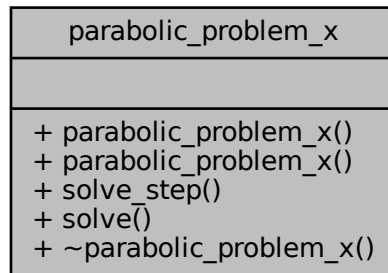 parabolic_problem_x
+ parabolic_problem_x()
+ parabolic_problem_x()
+ solve_step()
+ solve()
+ ~parabolic_problem_x()